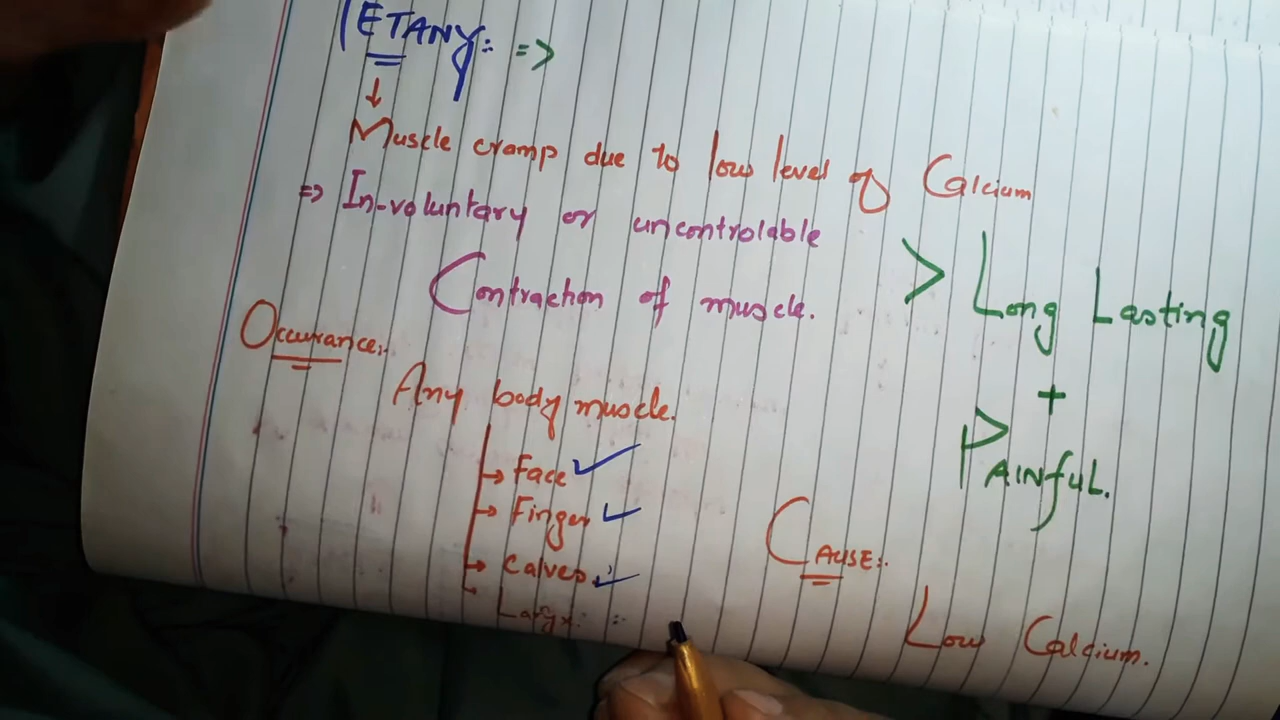 TETANY:- =>
↓
Muscle cramp due to low level of Calcium
=> In-voluntary or uncontrolable
Contraction of muscle.
> Long Lasting
+
PAINfUL.
Occurance:-
Any body muscle.
→ Face ✓
→ Finger ✓
→ Calves ✓
Laryx
CAUSE:-
Low Calcium.